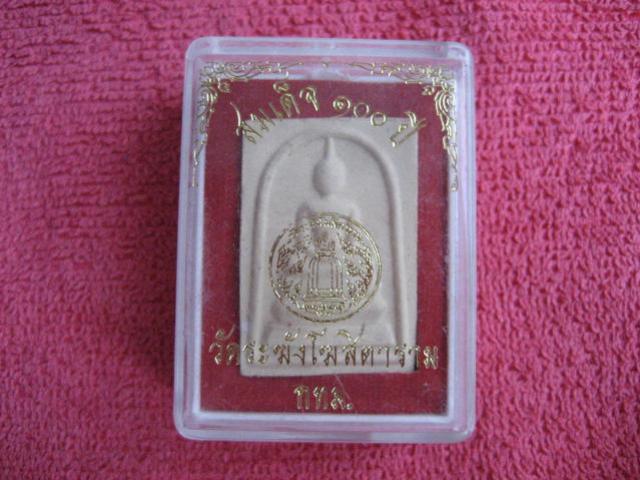 สมเด็จ ๑๐๐ ปี
วัดระฆังโฆสิตาราม
กทม.